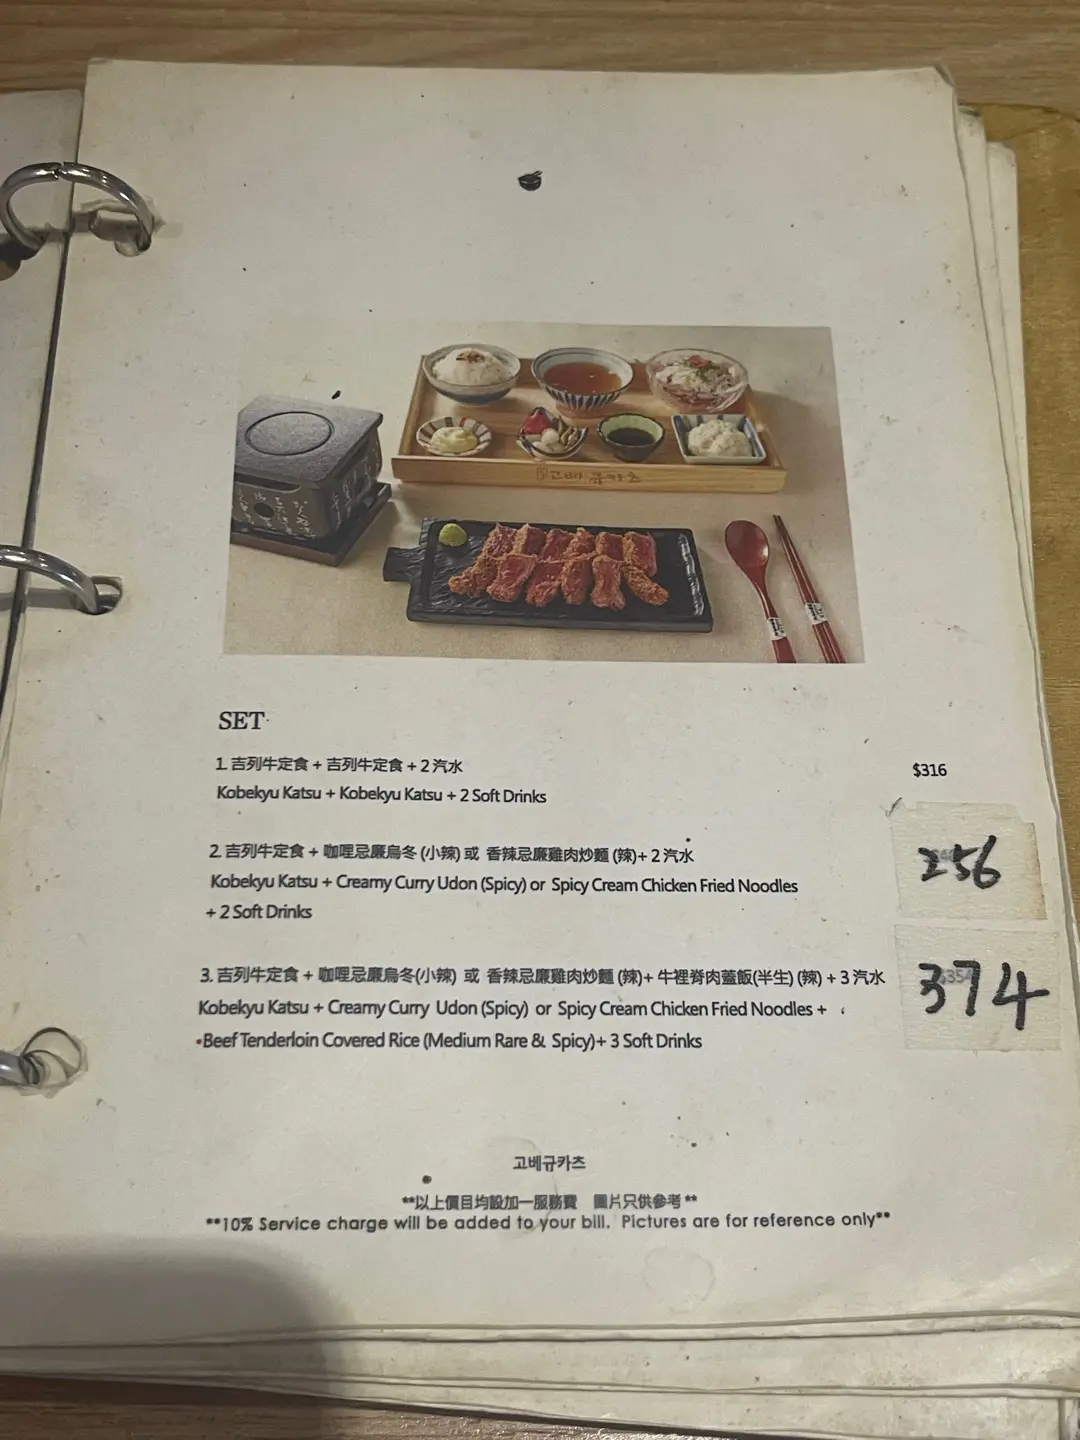 고베규카츠
SET
1. 吉列牛定食 + 吉列牛定食 + 2 汽水
$316
Kobekyu Katsu + Kobekyu Katsu + 2 Soft Drinks
2. 吉列牛定食 + 咖哩忌廉烏冬 (小辣) 或 香辣忌廉雞肉炒麵 (辣)+ 2 汽水
256
Kobekyu Katsu + Creamy Curry Udon (Spicy) or Spicy Cream Chicken Fried Noodles
+ 2 Soft Drinks
3. 吉列牛定食 + 咖哩忌廉烏冬(小辣) 或 香辣忌廉雞肉炒麵 (辣)+ 牛裡脊肉蓋飯(半生) (辣) + 3 汽水
374
Kobekyu Katsu + Creamy Curry Udon (Spicy) or Spicy Cream Chicken Fried Noodles +
Beef Tenderloin Covered Rice (Medium Rare & Spicy)+ 3 Soft Drinks
고베규카츠
**以上價目均設加一服務費 圖片只供參考**
**10% Service charge will be added to your bill. Pictures are for reference only**